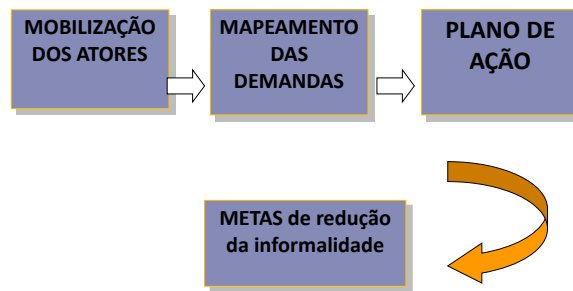 MOBILIZAÇÃO
DOS ATORES
MAPEAMENTO
DAS
DEMANDAS
PLANO DE
AÇÃO
METAS de redução
da informalidade